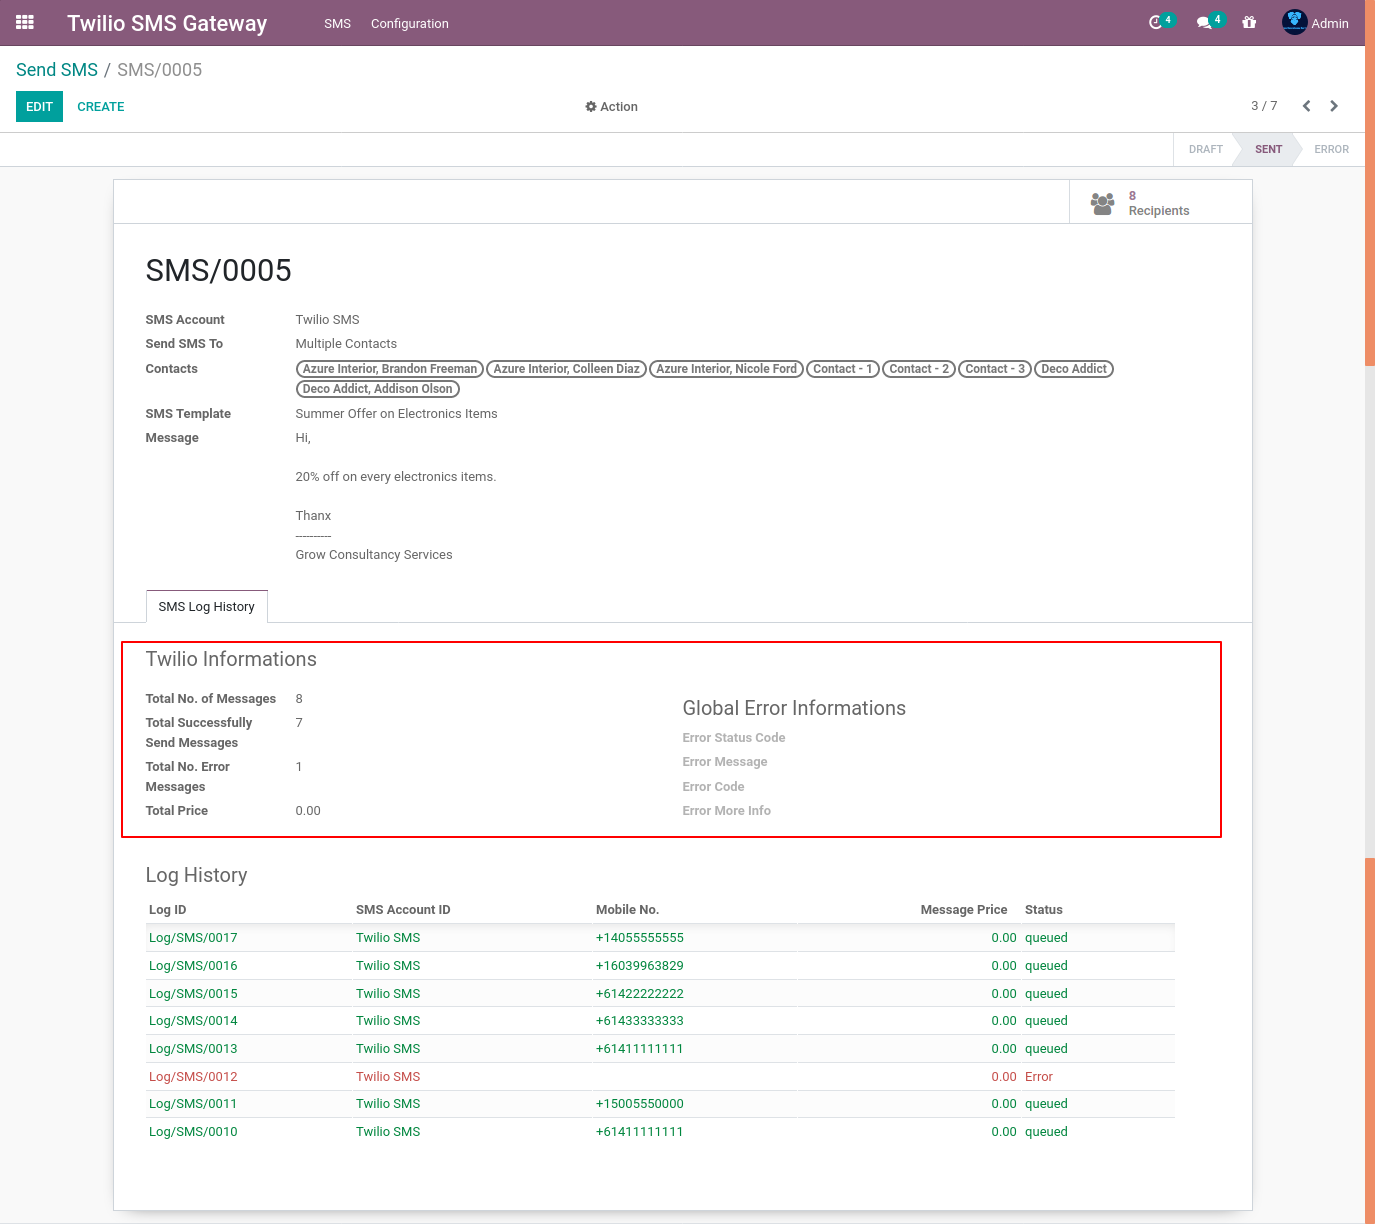 Twilio SMS Gateway SMS Configuration 4 4 Admin
Send SMS / SMS/0005
EDIT CREATE Action 3 / 7
DRAFT SENT ERROR
8
Recipients
SMS/0005
SMS Account Twilio SMS
Send SMS To Multiple Contacts
Contacts Azure Interior, Brandon Freeman Azure Interior, Colleen Diaz Azure Interior, Nicole Ford Contact - 1 Contact - 2 Contact - 3 Deco Addict
Deco Addict, Addison Olson
SMS Template Summer Offer on Electronics Items
Message Hi,
20% off on every electronics items.
Thanx
----------
Grow Consultancy Services
SMS Log History
Twilio Informations
Total No. of Messages 8
Total Successfully 7
Send Messages
Total No. Error 1
Messages
Total Price 0.00
Global Error Informations
Error Status Code
Error Message
Error Code
Error More Info
Log History
Log ID SMS Account ID Mobile No. Message Price Status
Log/SMS/0017 Twilio SMS +14055555555 0.00 queued
Log/SMS/0016 Twilio SMS +16039963829 0.00 queued
Log/SMS/0015 Twilio SMS +61422222222 0.00 queued
Log/SMS/0014 Twilio SMS +61433333333 0.00 queued
Log/SMS/0013 Twilio SMS +61411111111 0.00 queued
Log/SMS/0012 Twilio SMS 0.00 Error
Log/SMS/0011 Twilio SMS +15005550000 0.00 queued
Log/SMS/0010 Twilio SMS +61411111111 0.00 queued